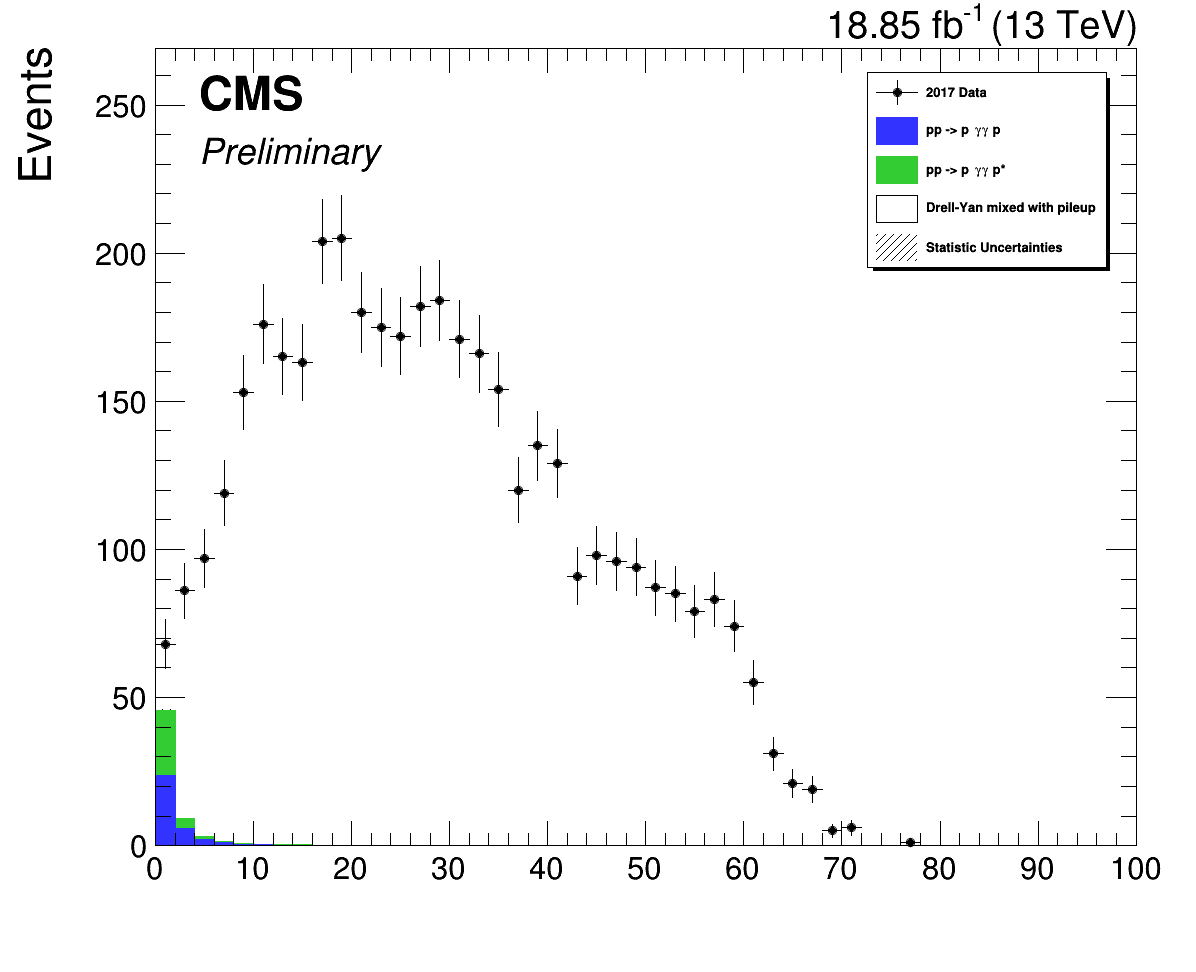 18.85 fb-1 (13 TeV)
Events
CMS
Preliminary
2017 Data
pp -> p γγ p
pp -> p γγ p*
Drell-Yan mixed with pileup
Statistic Uncertainties
250
200
150
100
50
0
0 10 20 30 40 50 60 70 80 90 100